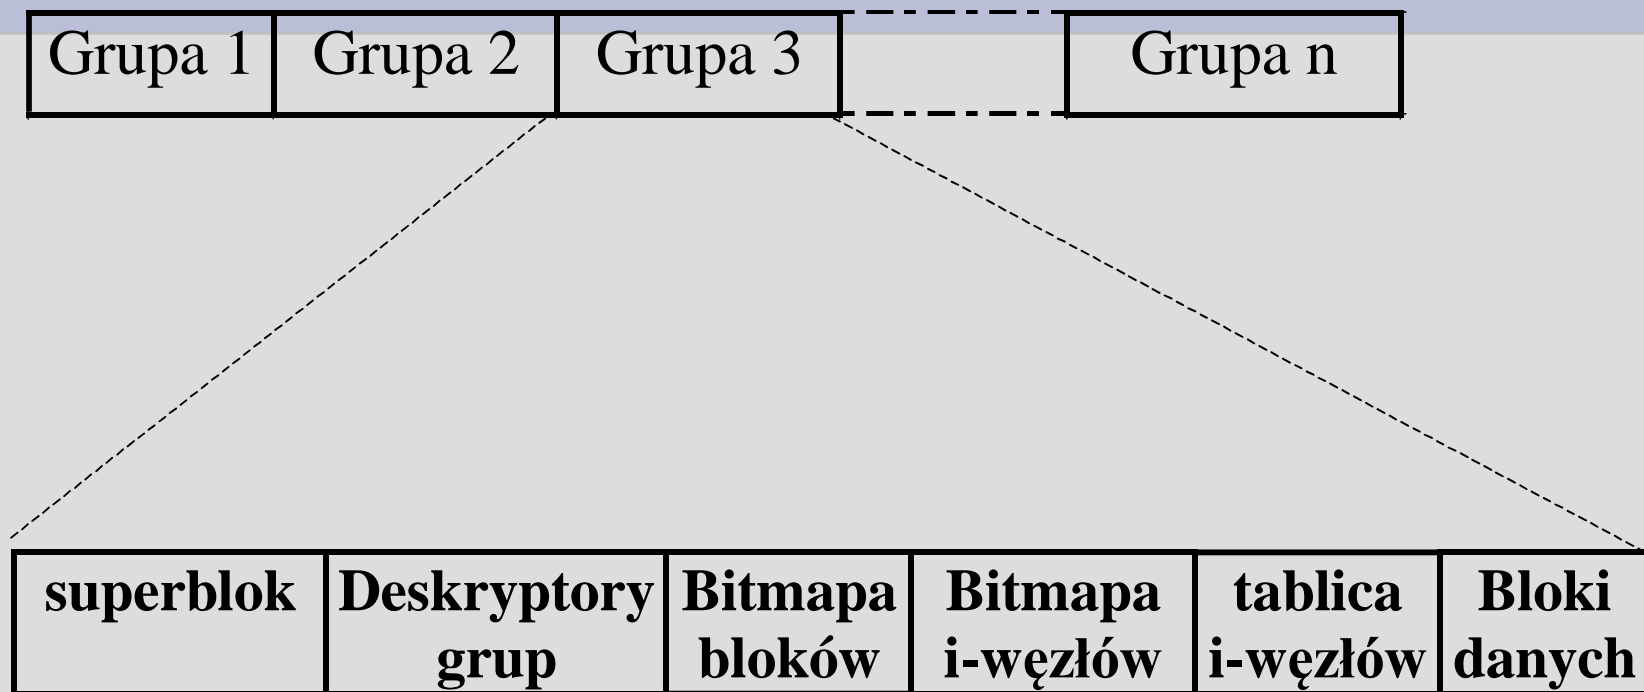 Grupa 1 Grupa 2 Grupa 3 Grupa n
superblok Deskryptory Bitmapa Bitmapa tablica Bloki
grup bloków i-węzłów i-węzłów danych